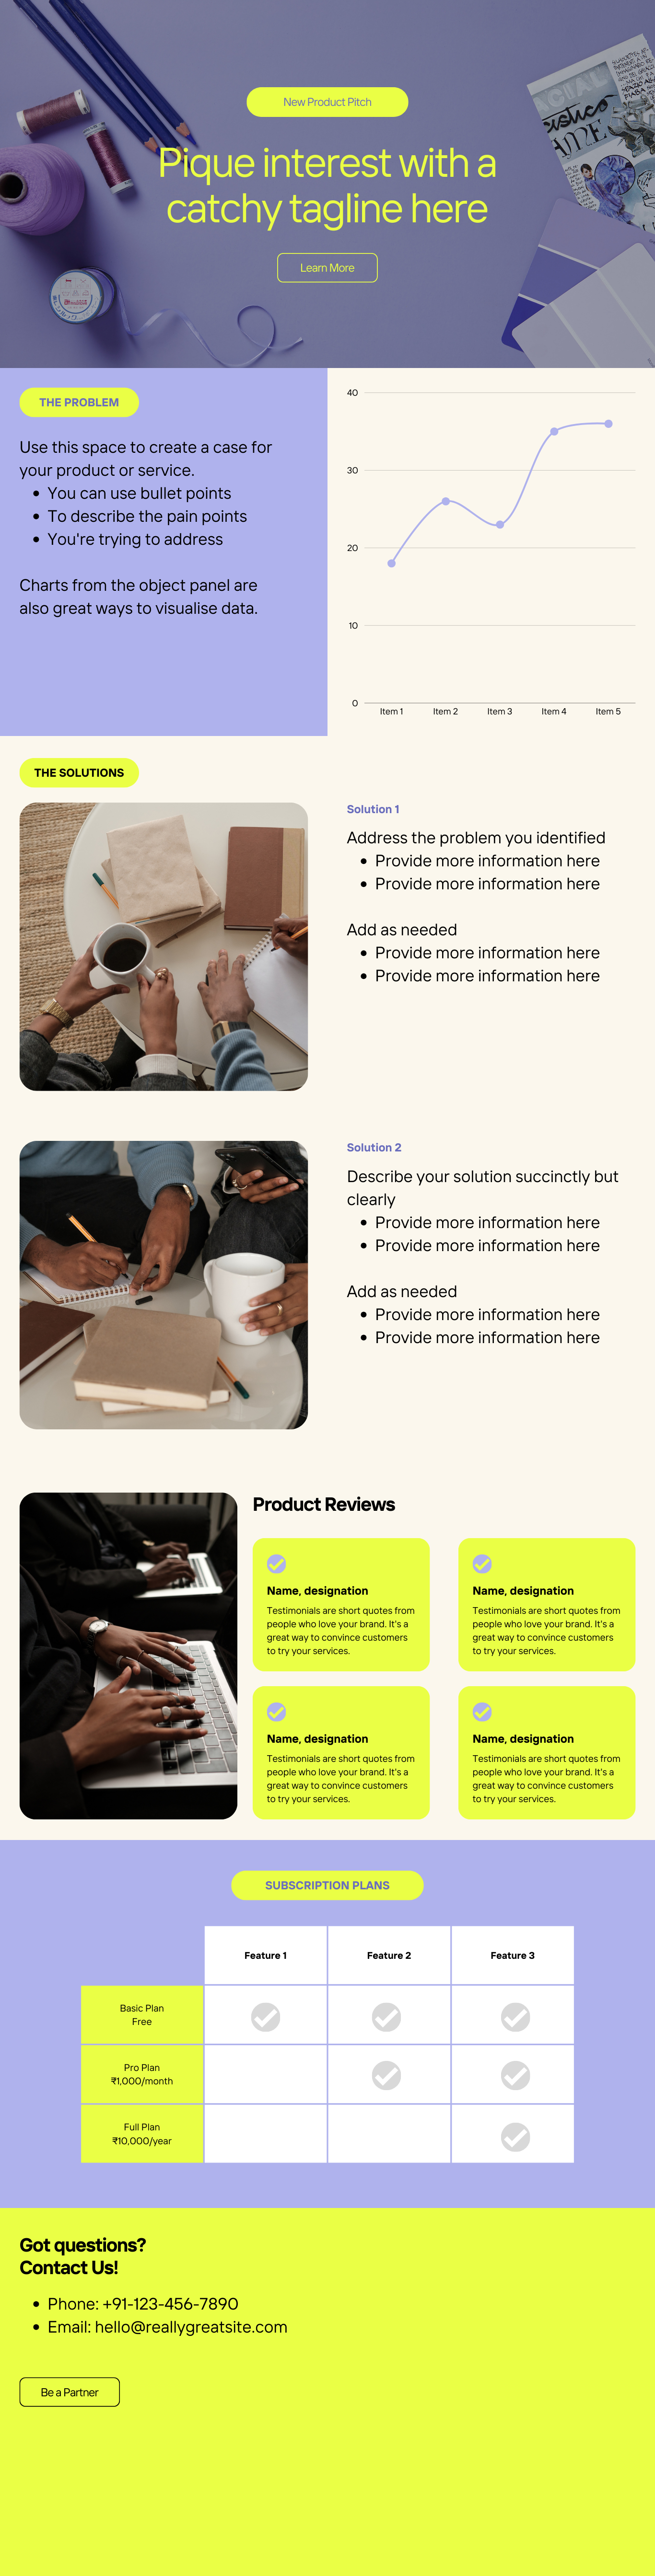 New Product Pitch
Pique interest with a
catchy tagline here
Learn More
THE PROBLEM
Use this space to create a case for
your product or service.
• You can use bullet points
• To describe the pain points
• You're trying to address
Charts from the object panel are
also great ways to visualise data.
40
30
20
10
0
Item 1
Item 2
Item 3
Item 4
Item 5
THE SOLUTIONS
Solution 1
Address the problem you identified
• Provide more information here
• Provide more information here
Add as needed
• Provide more information here
• Provide more information here
Solution 2
Describe your solution succinctly but
clearly
• Provide more information here
• Provide more information here
Add as needed
• Provide more information here
• Provide more information here
Product Reviews
Name, designation
Testimonials are short quotes from
people who love your brand. It's a
great way to convince customers
to try your services.
Name, designation
Testimonials are short quotes from
people who love your brand. It's a
great way to convince customers
to try your services.
Name, designation
Testimonials are short quotes from
people who love your brand. It's a
great way to convince customers
to try your services.
Name, designation
Testimonials are short quotes from
people who love your brand. It's a
great way to convince customers
to try your services.
SUBSCRIPTION PLANS
Feature 1
Feature 2
Feature 3
Basic Plan
Free
Pro Plan
₹1,000/month
Full Plan
₹10,000/year
Got questions?
Contact Us!
• Phone: +91-123-456-7890
• Email: hello@reallygreatsite.com
Be a Partner